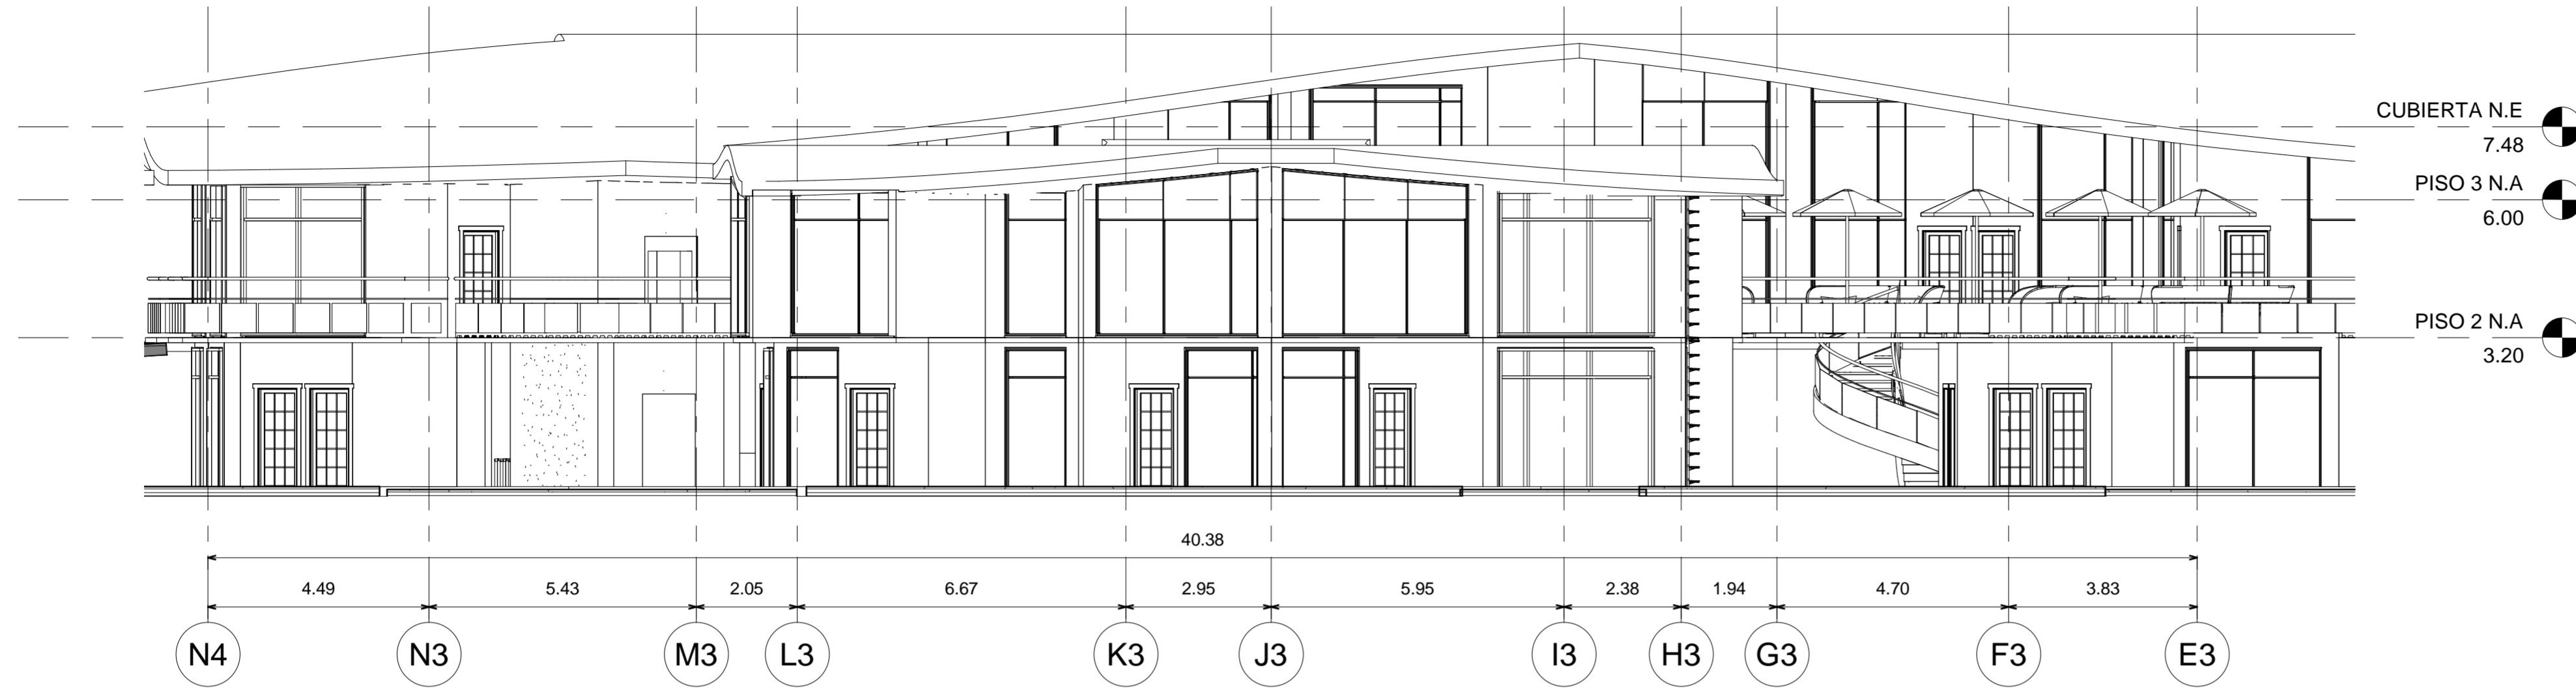 CUBIERTA N.E
7.48
PISO 3 N.A
6.00
PISO 2 N.A
3.20
40.38
4.49 5.43 2.05 6.67 2.95 5.95 2.38 1.94 4.70 3.83
N4 N3 M3 L3 K3 J3 I3 H3 G3 F3 E3